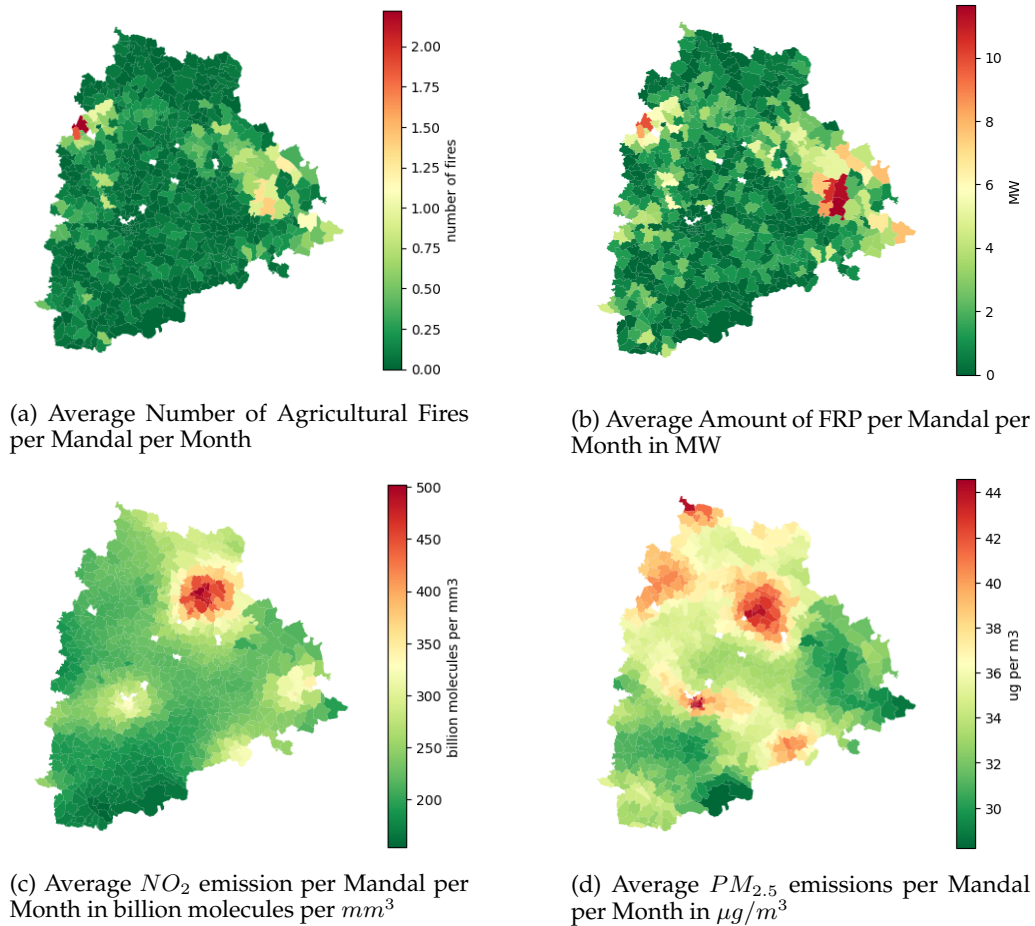 2.00
1.75
1.50
1.25
1.00
0.75
0.50
0.25
0.00
number of fires
10
8
6
4
2
0
MW
(a) Average Number of Agricultural Fires
per Mandal per Month
(b) Average Amount of FRP per Mandal per
Month in MW
500
450
400
350
300
250
200
billion molecules per mm3
44
42
40
38
36
34
32
30
ug per m3
(c) Average NO₂ emission per Mandal per
Month in billion molecules per mm³
(d) Average PM₂.₅ emissions per Mandal
per Month in μg/m³